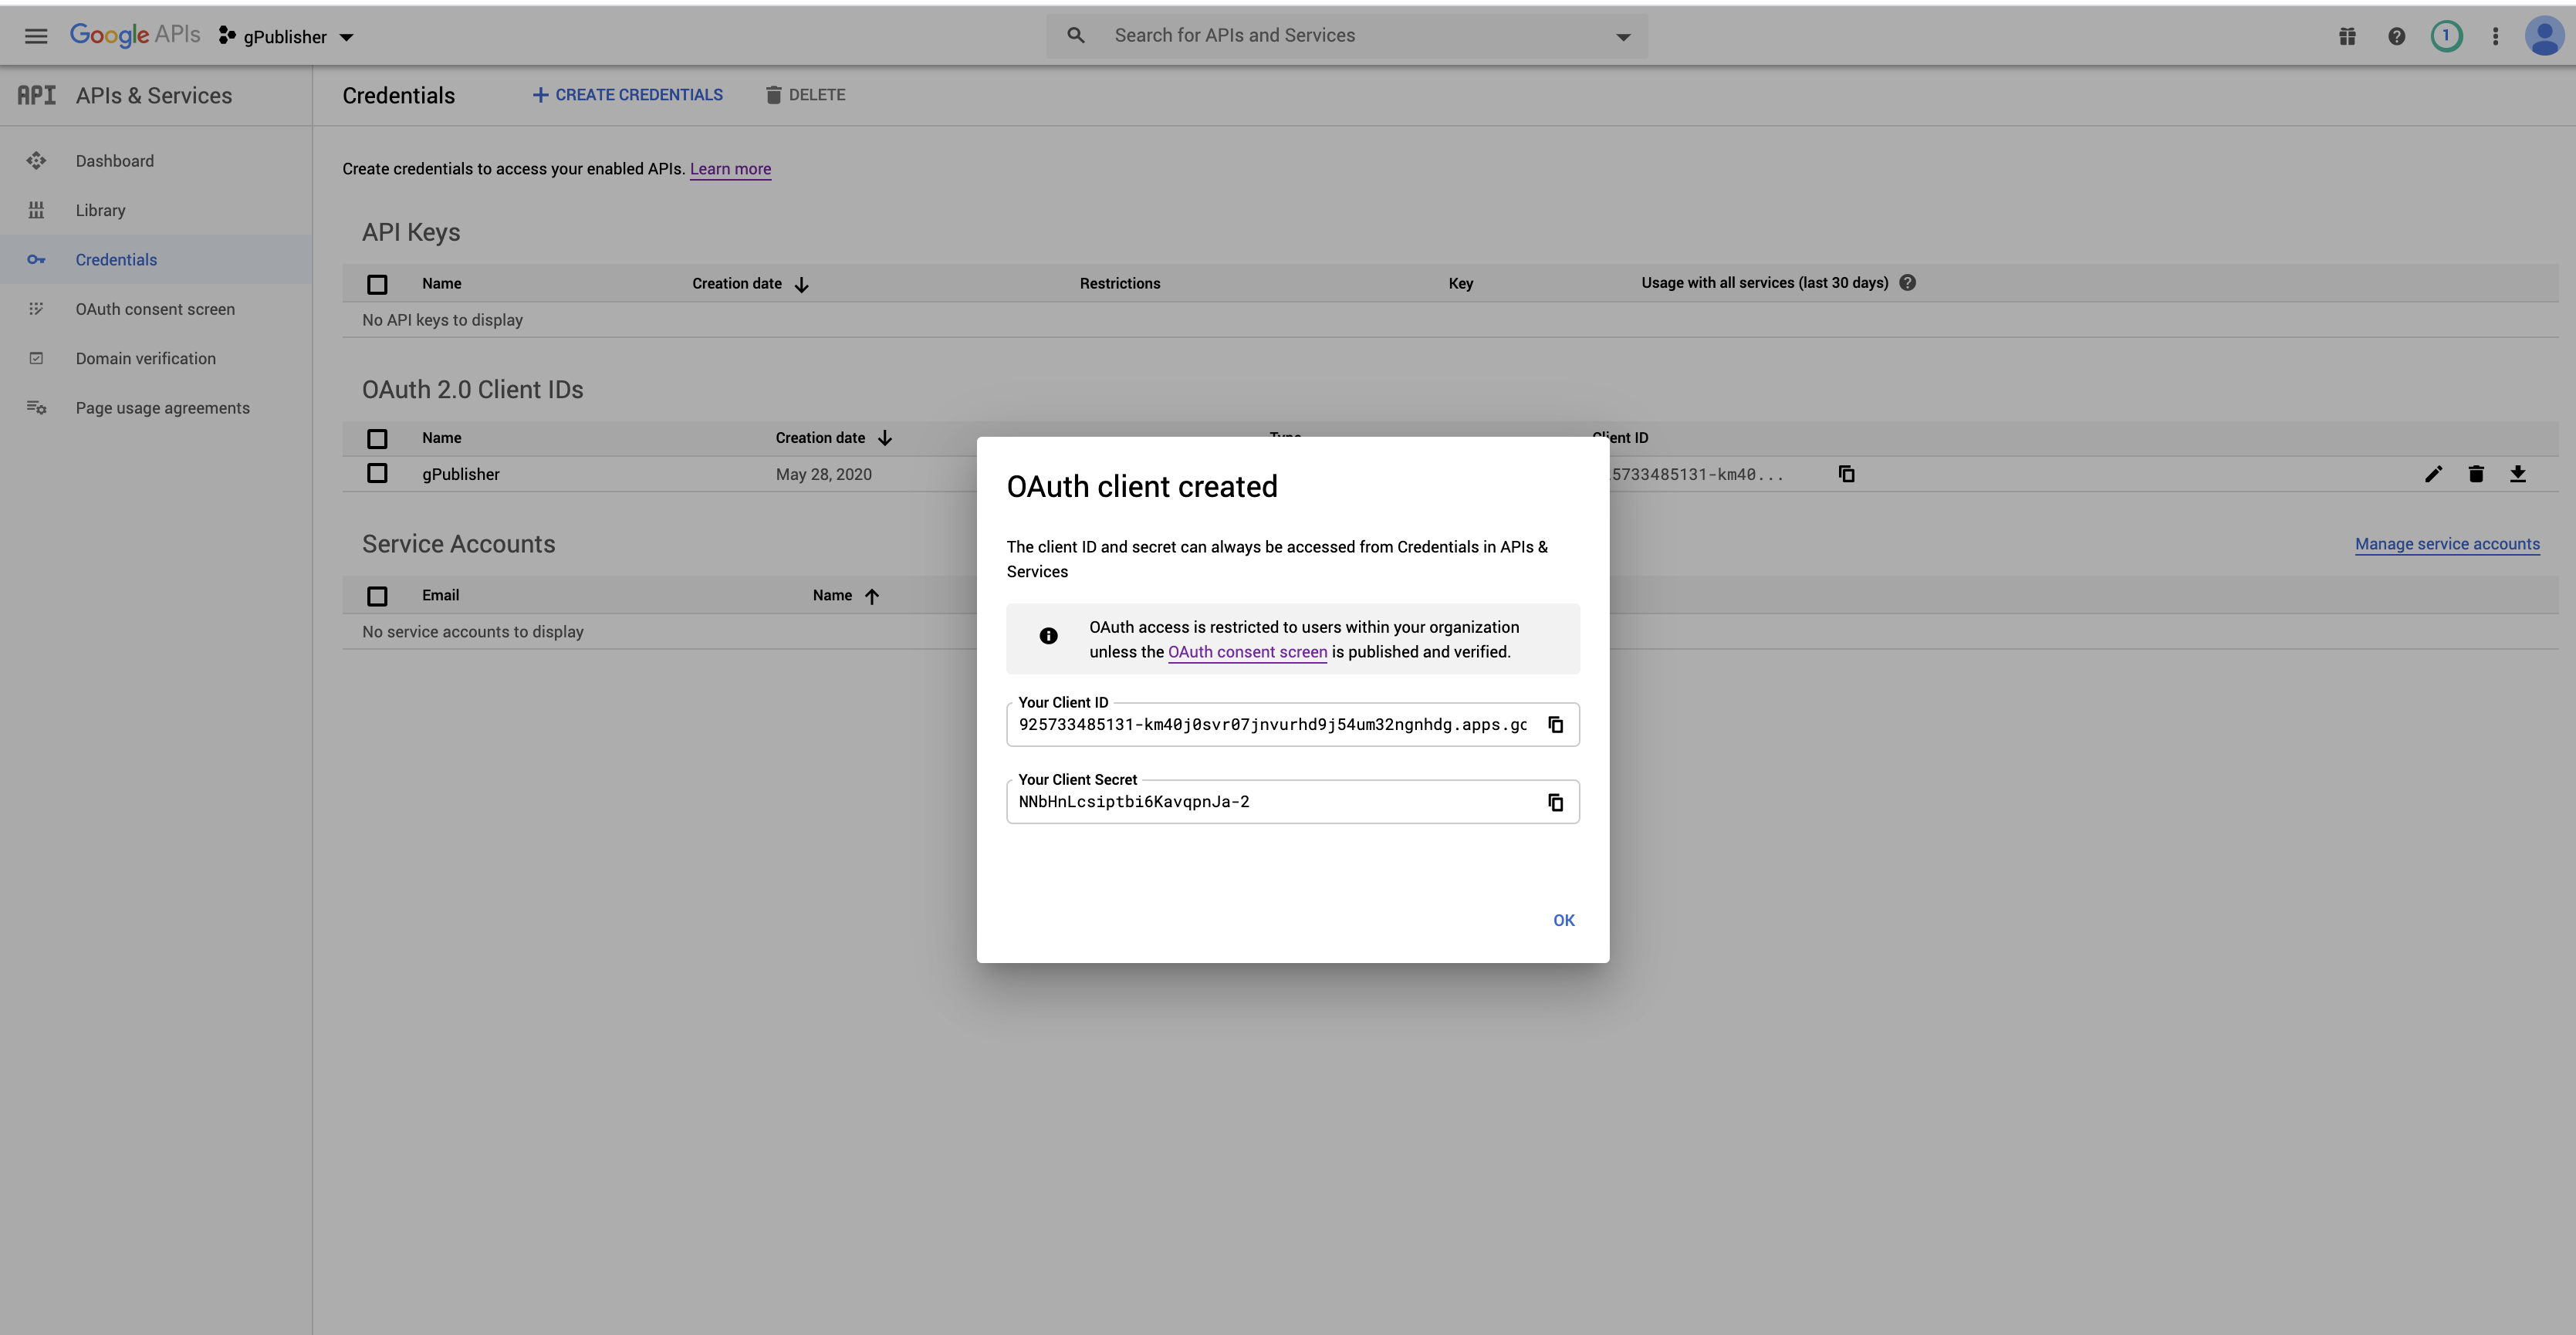 Google APIs gPublisher Search for APIs and Services 1
API APIs & Services Credentials CREATE CREDENTIALS DELETE
Dashboard
Library
Credentials
OAuth consent screen
Domain verification
Page usage agreements
Create credentials to access your enabled APIs. Learn more
API Keys
Name Creation date Restrictions Key Usage with all services (last 30 days)
No API keys to display
OAuth 2.0 Client IDs
Name Creation date Type Client ID
gPublisher May 28, 2020 5733485131-km40...
Service Accounts Manage service accounts
Email Name
No service accounts to display
OAuth client created
The client ID and secret can always be accessed from Credentials in APIs &
Services
OAuth access is restricted to users within your organization
unless the OAuth consent screen is published and verified.
Your Client ID
925733485131-km40j0svr07jnvurhd9j54um32ngnhdg.apps.go
Your Client Secret
NNbHnLcsiptbi6KavqpnJa-2
OK